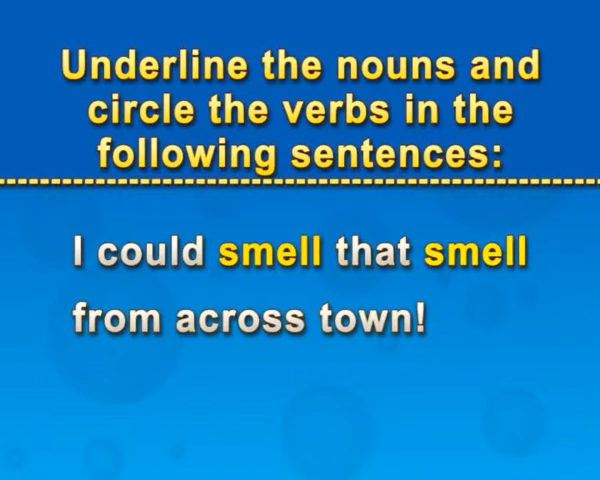 Underline the nouns and
circle the verbs in the
following sentences:
I could smell that smell
from across town!